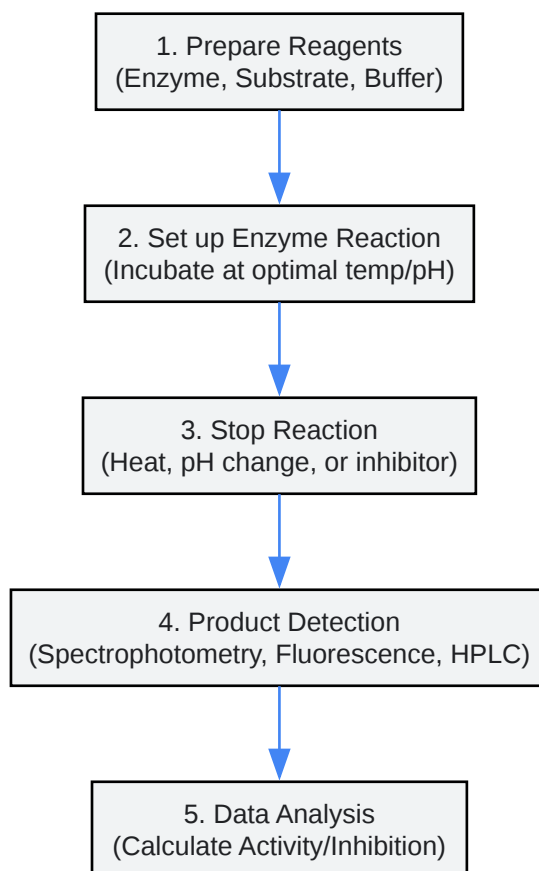 1. Prepare Reagents
(Enzyme, Substrate, Buffer)
2. Set up Enzyme Reaction
(Incubate at optimal temp/pH)
3. Stop Reaction
(Heat, pH change, or inhibitor)
4. Product Detection
(Spectrophotometry, Fluorescence, HPLC)
5. Data Analysis
(Calculate Activity/Inhibition)